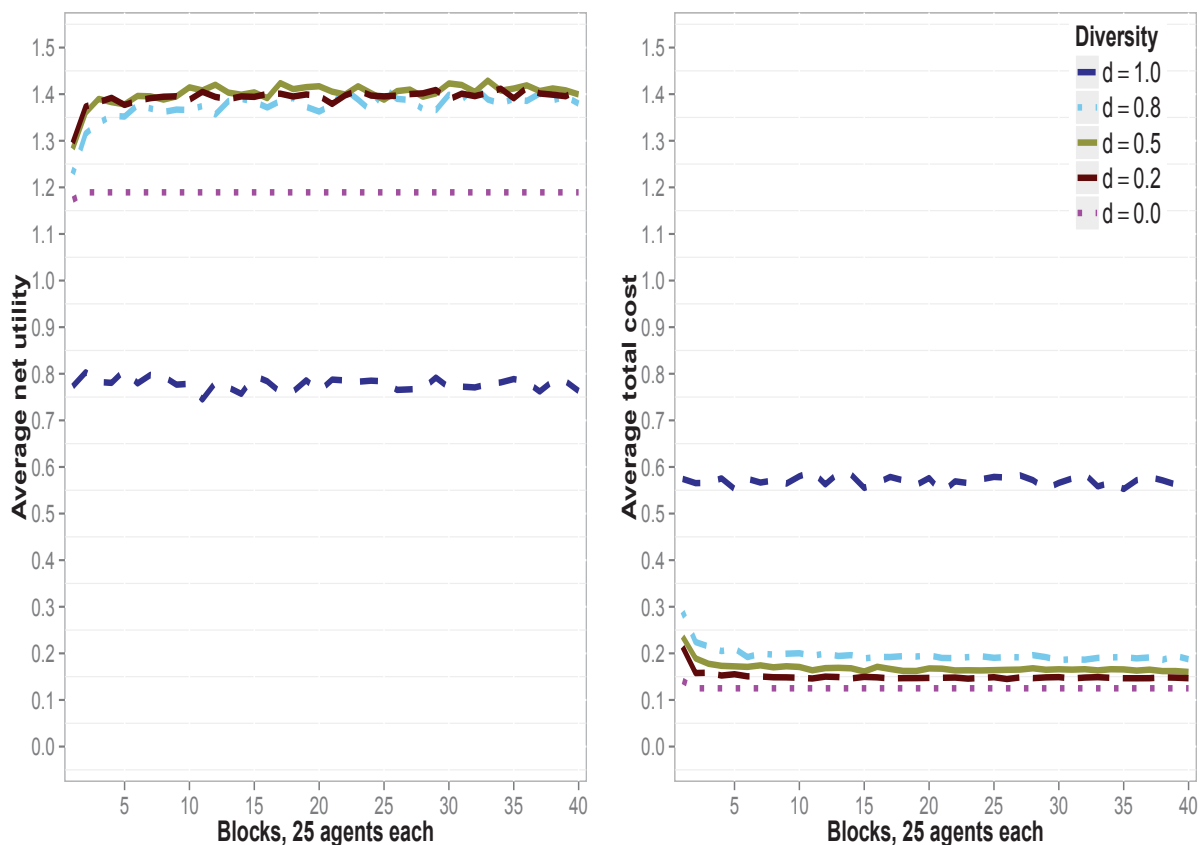 Average net utility
1.5
1.4
1.3
1.2
1.1
1.0
0.9
0.8
0.7
0.6
0.5
0.4
0.3
0.2
0.1
0.0
5 10 15 20 25 30 35 40
Blocks, 25 agents each
Average total cost
1.5
1.4
1.3
1.2
1.1
1.0
0.9
0.8
0.7
0.6
0.5
0.4
0.3
0.2
0.1
0.0
5 10 15 20 25 30 35 40
Blocks, 25 agents each
Diversity
d = 1.0
d = 0.8
d = 0.5
d = 0.2
d = 0.0